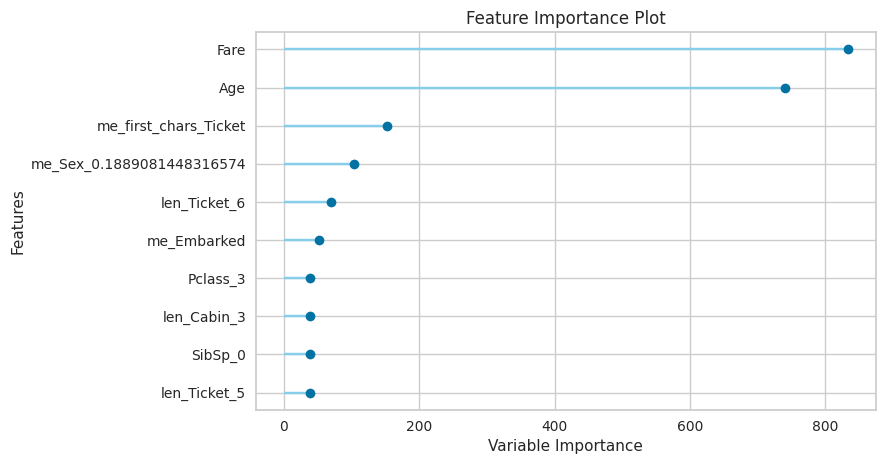 Feature Importance Plot
Fare
Age
me_first_chars_Ticket
me_Sex_0.1889081448316574
len_Ticket_6
me_Embarked
Pclass_3
len_Cabin_3
SibSp_0
len_Ticket_5
Features
0 200 400 600 800
Variable Importance